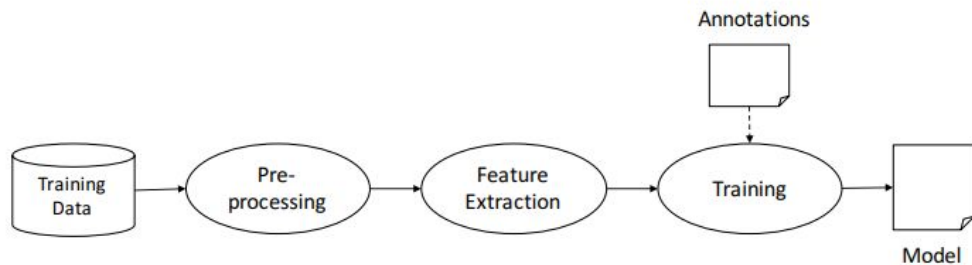 Annotations
Training
Data
Pre-
processing
Feature
Extraction
Training
Model